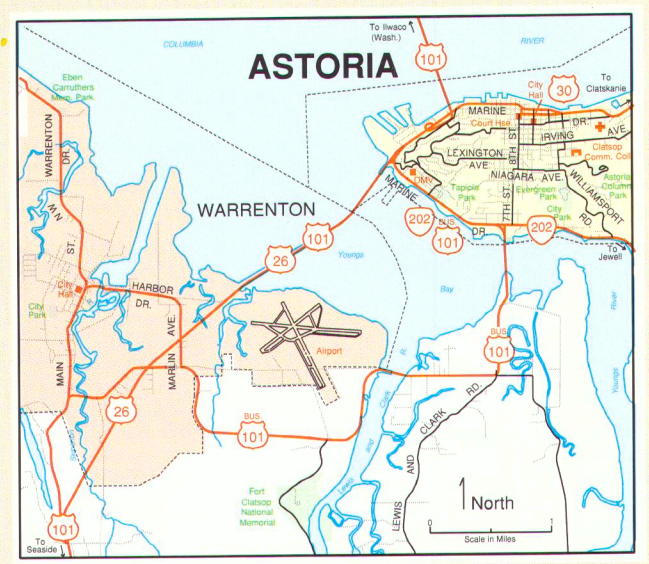 To Ilwaco
(Wash.)
COLUMBIA
RIVER
ASTORIA
101
30
To
Clatskanie
Eben
Carruthers
Mem. Park
City
Hall
MARINE
DR.
Court Hse
IRVING
AVE.
8TH ST.
LEXINGTON
AVE
Clatsop
Comm. Coll
NIAGARA AVE.
DMV
Tapiola
Park
Evergreen
Park
Astoria
Column
Park
WILLIAMSPORT
RD.
City
Park
7TH ST.
MARINE
DR.
202
BUS.
101
202
To
Jewell
WARRENTON
DR.
NW
ST.
WARRENTON
101
26
Youngs
Bay
River
Youngs
City
Hall
HARBOR
DR.
City
Park
MAIN
MARLIN
AVE.
Airport
BUS.
101
26
BUS.
101
R.
Clark
and
Lewis
CLARK
RD.
AND
LEWIS
Fort
Clatsop
National
Memorial
North
0
1
Scale in Miles
101
To
Seaside